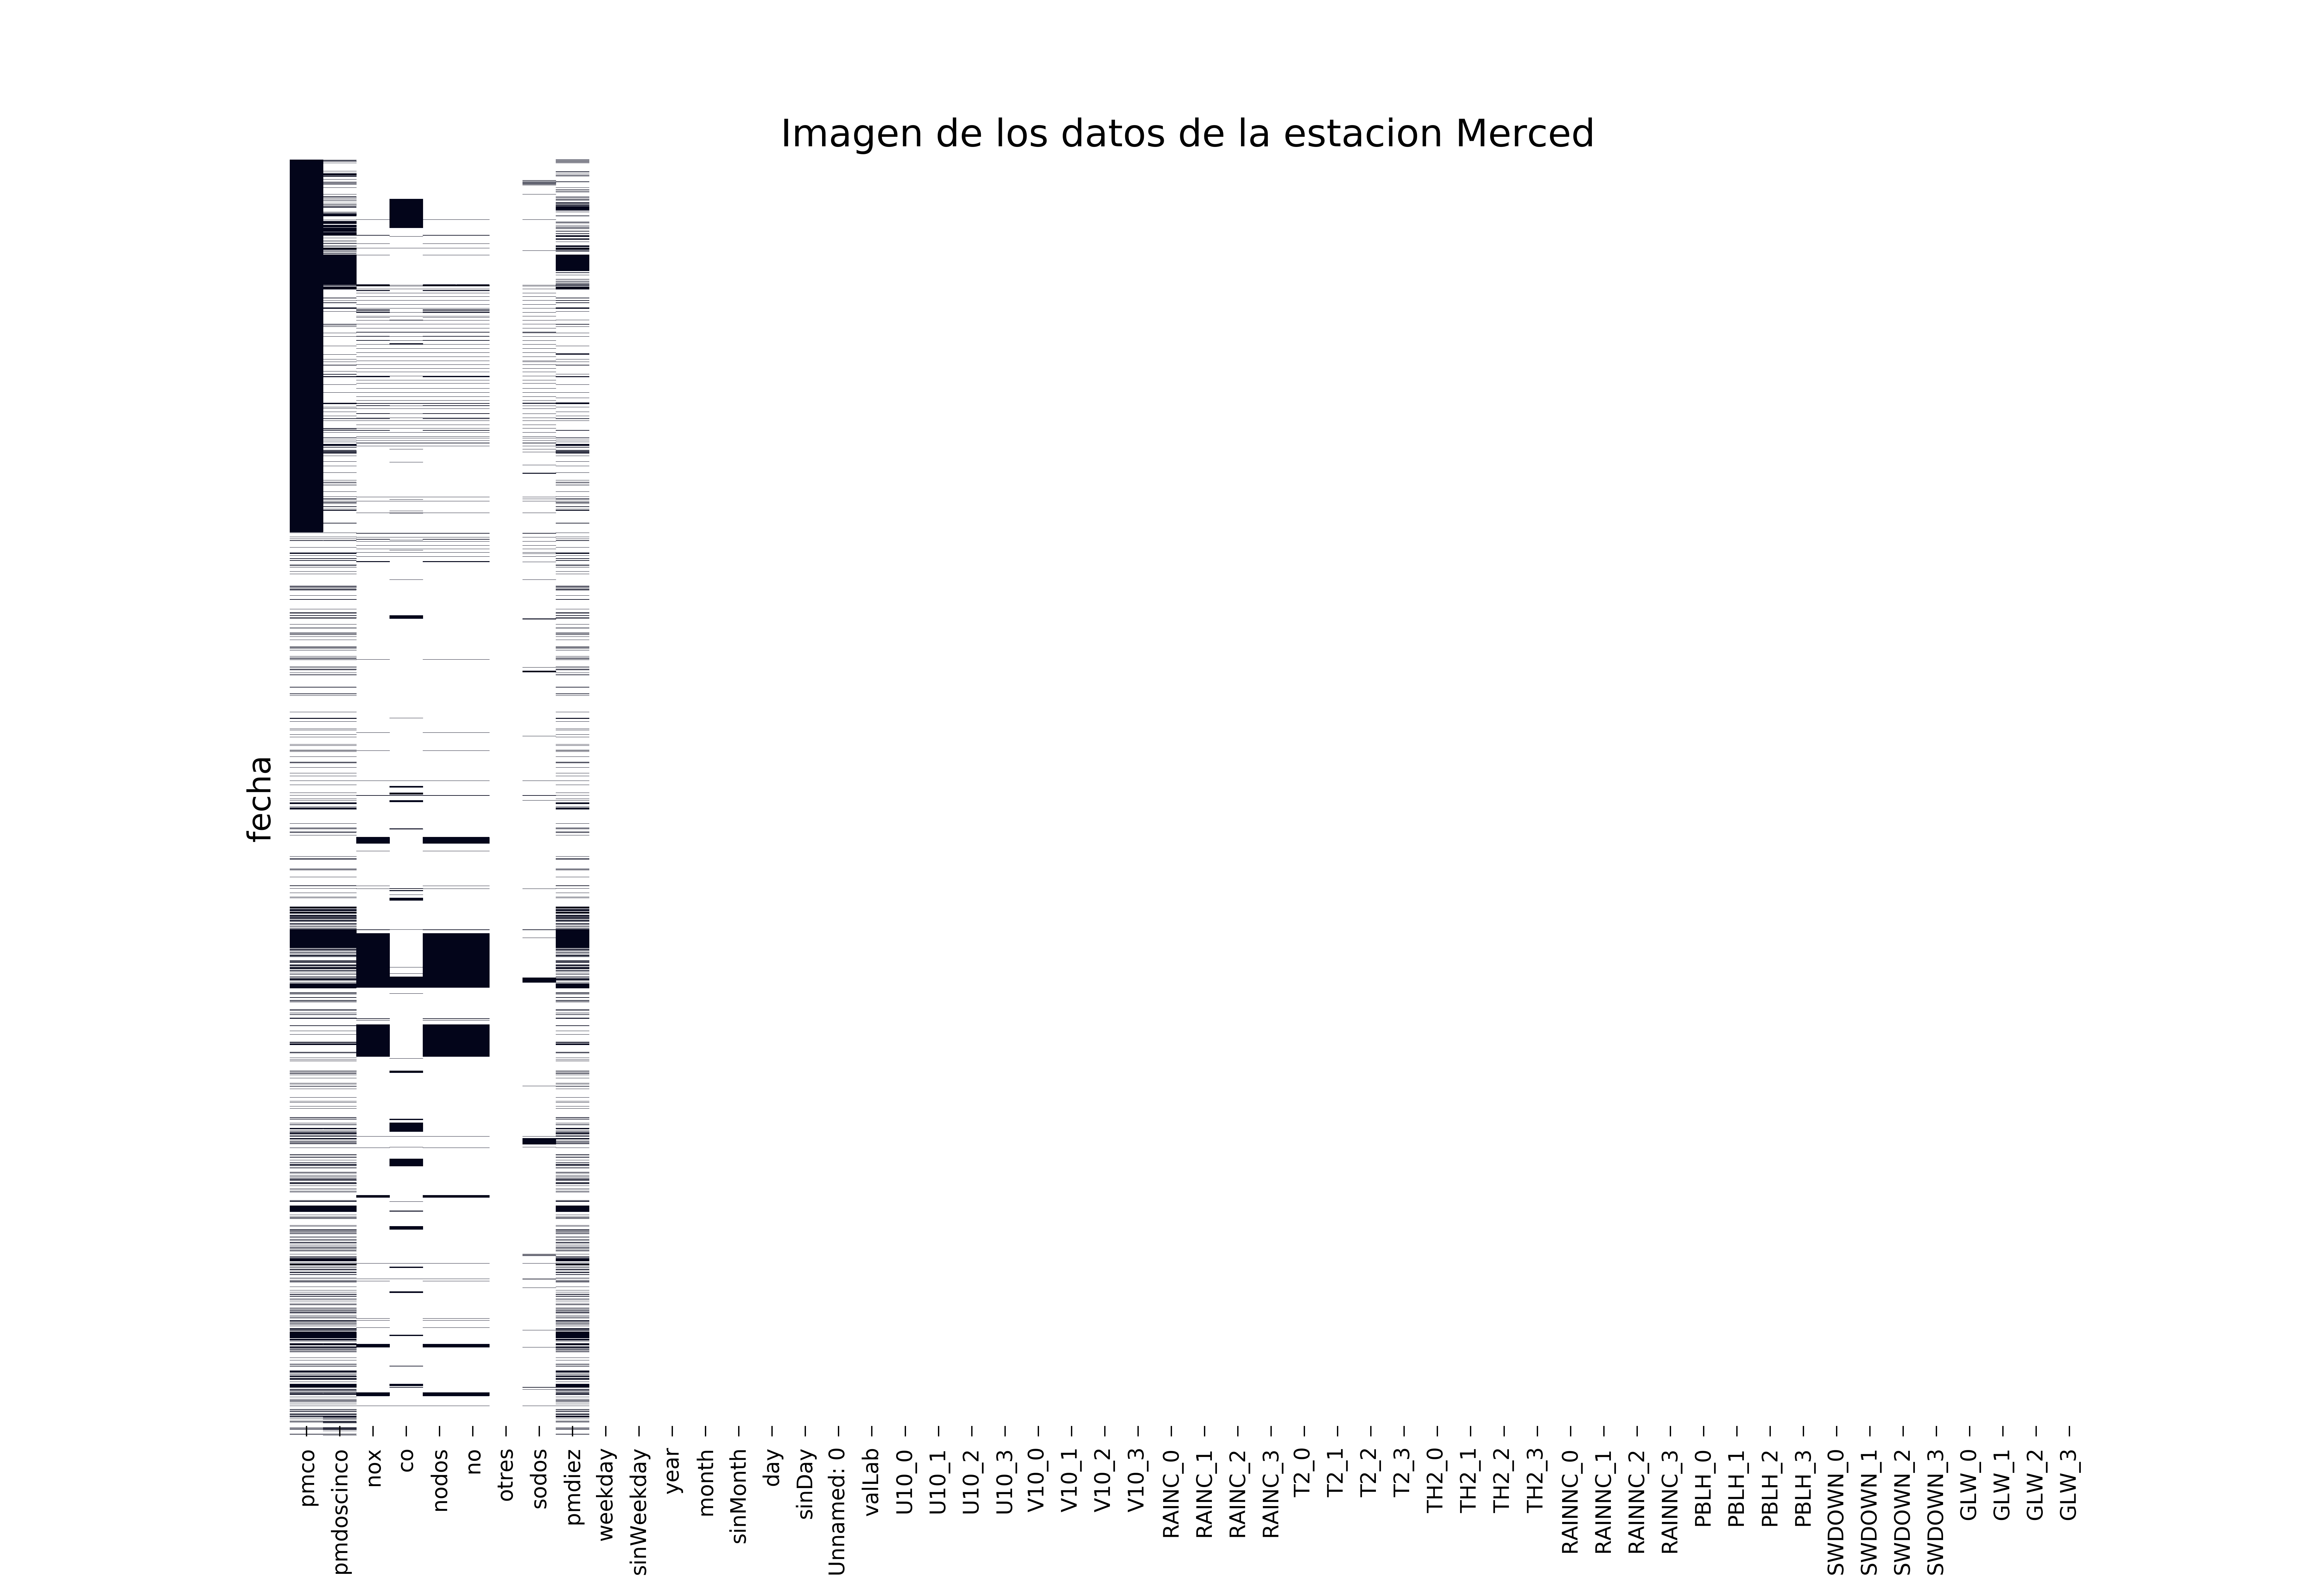 Imagen de los datos de la estacion Merced
fecha
pmco
pmdoscinco
nox
co
nodos
no
otres
sodos
pmdiez
weekday
sinWeekday
year
month
sinMonth
day
sinDay
Unnamed: 0
valLab
U10_0
U10_1
U10_2
U10_3
V10_0
V10_1
V10_2
V10_3
RAINC_0
RAINC_1
RAINC_2
RAINC_3
T2_0
T2_1
T2_2
T2_3
TH2_0
TH2_1
TH2_2
TH2_3
RAINNC_0
RAINNC_1
RAINNC_2
RAINNC_3
PBLH_0
PBLH_1
PBLH_2
PBLH_3
SWDOWN_0
SWDOWN_1
SWDOWN_2
SWDOWN_3
GLW_0
GLW_1
GLW_2
GLW_3